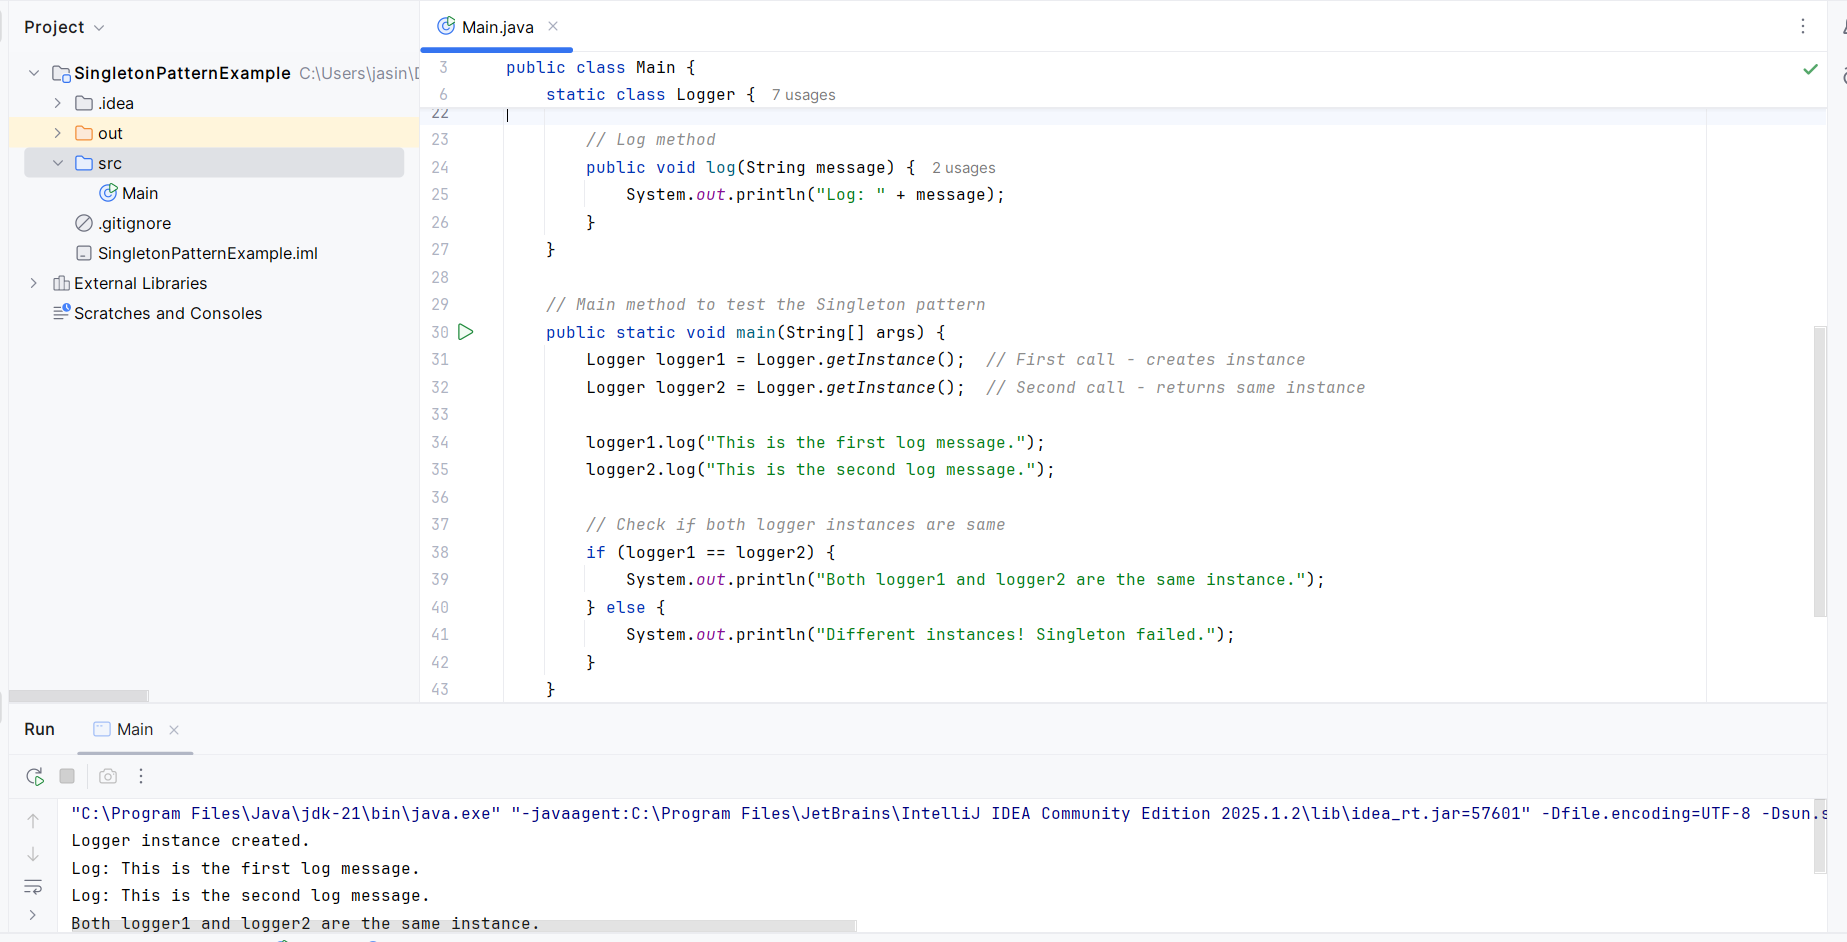 Project
SingletonPatternExample C:\Users\jasin\
.idea
out
src
Main
.gitignore
SingletonPatternExample.iml
External Libraries
Scratches and Consoles
Main.java
3 public class Main {
6 static class Logger { 7 usages
22
23 // Log method
24 public void log(String message) { 2 usages
25 System.out.println("Log: " + message);
26 }
27 }
28
29 // Main method to test the Singleton pattern
30 public static void main(String[] args) {
31 Logger logger1 = Logger.getInstance(); // First call - creates instance
32 Logger logger2 = Logger.getInstance(); // Second call - returns same instance
33
34 logger1.log("This is the first log message.");
35 logger2.log("This is the second log message.");
36
37 // Check if both logger instances are same
38 if (logger1 == logger2) {
39 System.out.println("Both logger1 and logger2 are the same instance.");
40 } else {
41 System.out.println("Different instances! Singleton failed.");
42 }
43 }
Run Main
"C:\Program Files\Java\jdk-21\bin\java.exe" "-javaagent:C:\Program Files\JetBrains\IntelliJ IDEA Community Edition 2025.1.2\lib\idea_rt.jar=57601" -Dfile.encoding=UTF-8 -Dsun.s
Logger instance created.
Log: This is the first log message.
Log: This is the second log message.
Both logger1 and logger2 are the same instance.